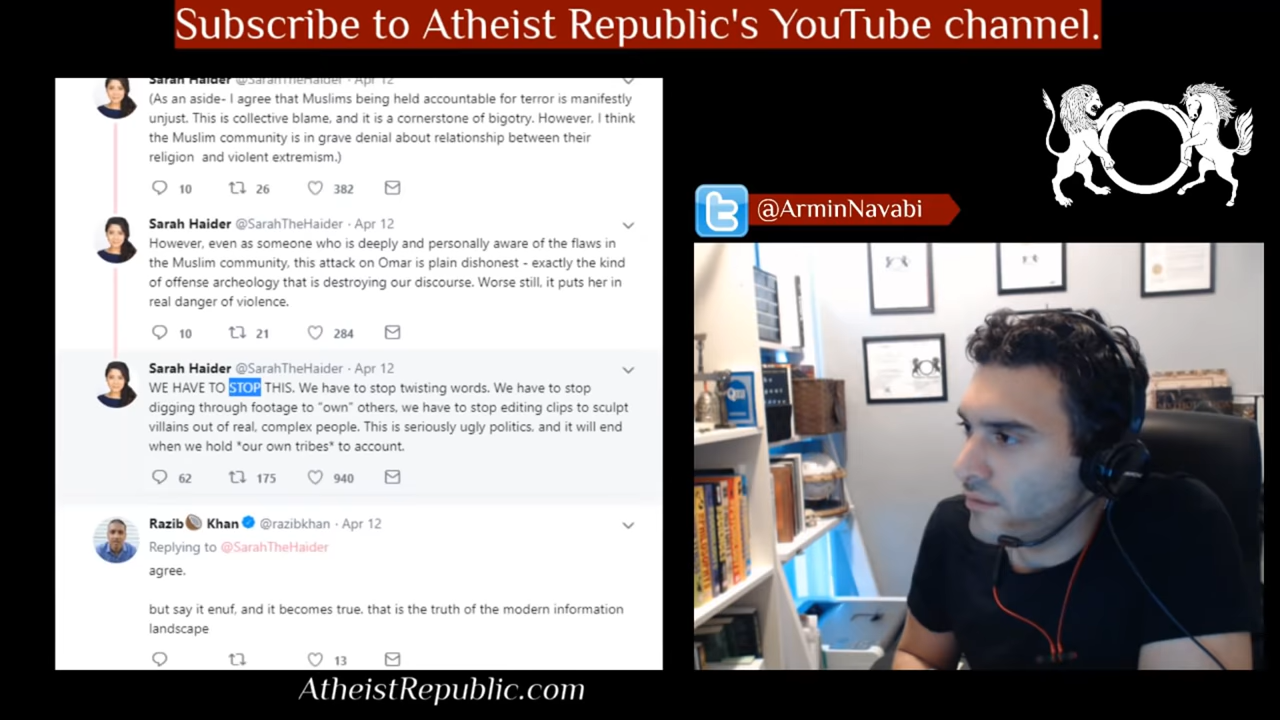 Subscribe to Atheist Republic's YouTube channel.
Sarah Haider @SarahTheHaider · Apr 12
(As an aside- I agree that Muslims being held accountable for terror is manifestly
unjust. This is collective blame, and it is a cornerstone of bigotry. However, I think
the Muslim community is in grave denial about relationship between their
religion and violent extremism.)
10 26 382
Sarah Haider @SarahTheHaider · Apr 12
However, even as someone who is deeply and personally aware of the flaws in
the Muslim community, this attack on Omar is plain dishonest - exactly the kind
of offense archeology that is destroying our discourse. Worse still, it puts her in
real danger of violence.
10 21 284
Sarah Haider @SarahTheHaider · Apr 12
WE HAVE TO STOP THIS. We have to stop twisting words. We have to stop
digging through footage to “own” others, we have to stop editing clips to sculpt
villains out of real, complex people. This is seriously ugly politics, and it will end
when we hold *our own tribes* to account.
62 175 940
Razib Khan @razibkhan · Apr 12
Replying to @SarahTheHaider
agree.
but say it enuf, and it becomes true. that is the truth of the modern information
landscape
13
@ArminNavabi
AtheistRepublic.com